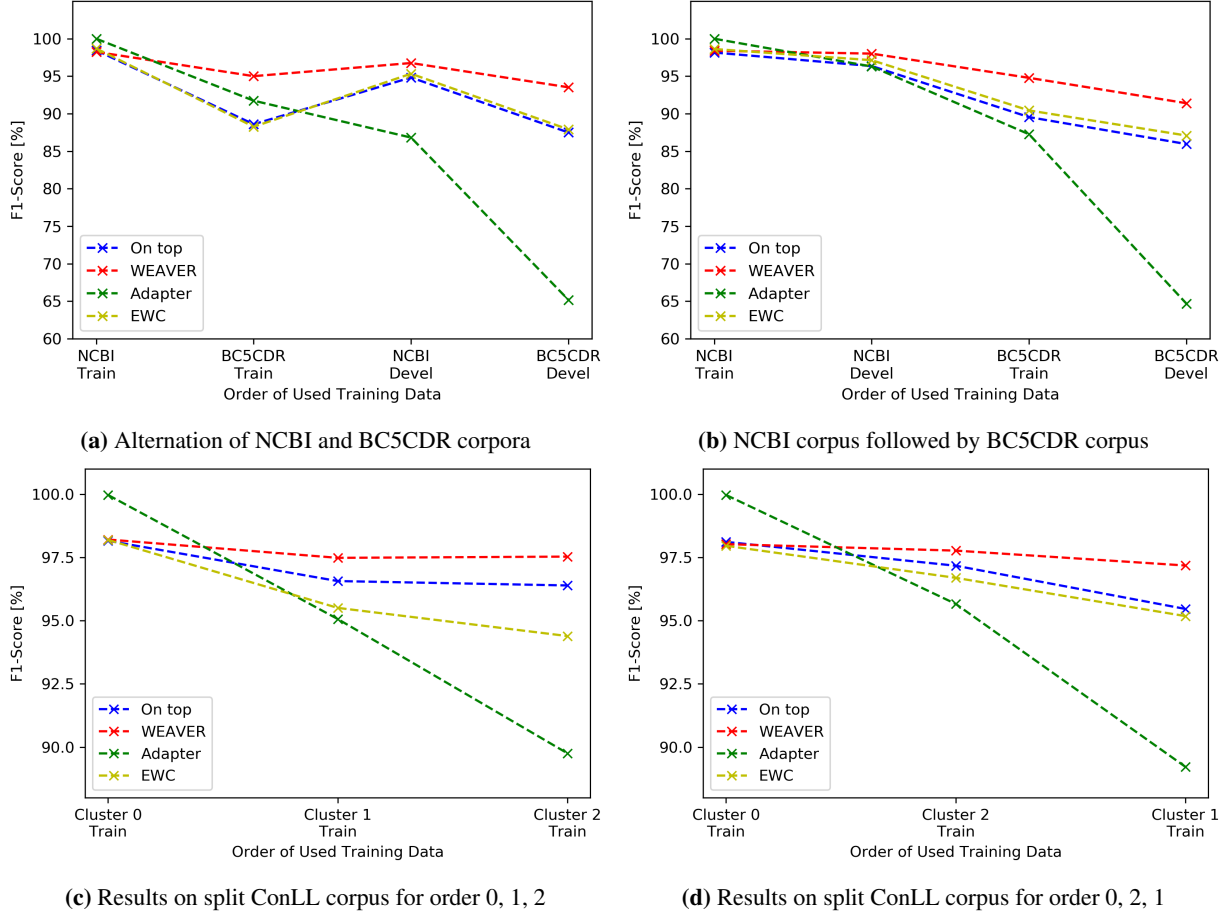 100
95
90
85
80
75
70
65
60
F1-Score [%]
On top
WEAVER
Adapter
EWC
NCBI
Train
BC5CDR
Train
NCBI
Devel
BC5CDR
Devel
Order of Used Training Data
(a) Alternation of NCBI and BC5CDR corpora
100
95
90
85
80
75
70
65
60
F1-Score [%]
On top
WEAVER
Adapter
EWC
NCBI
Train
NCBI
Devel
BC5CDR
Train
BC5CDR
Devel
Order of Used Training Data
(b) NCBI corpus followed by BC5CDR corpus
100.0
97.5
95.0
92.5
90.0
F1-Score [%]
On top
WEAVER
Adapter
EWC
Cluster 0
Train
Cluster 1
Train
Cluster 2
Train
Order of Used Training Data
(c) Results on split ConLL corpus for order 0, 1, 2
100.0
97.5
95.0
92.5
90.0
F1-Score [%]
On top
WEAVER
Adapter
EWC
Cluster 0
Train
Cluster 2
Train
Cluster 1
Train
Order of Used Training Data
(d) Results on split ConLL corpus for order 0, 2, 1